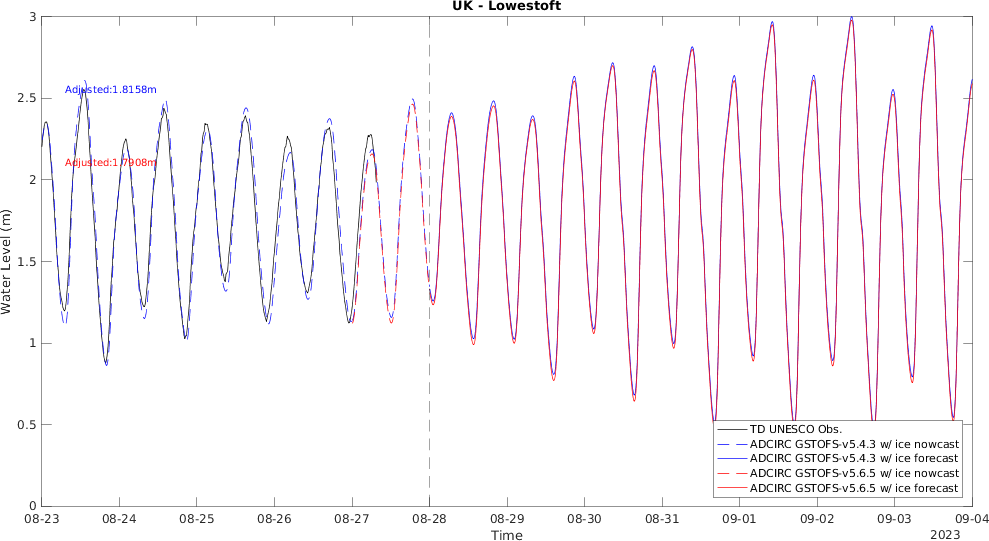 UK - Lowestoft
3
2.5
2
1.5
1
0.5
0
Water Level (m)
Adjusted:1.8158m
Adjusted:1.7908m
TD UNESCO Obs.
ADCIRC GSTOFS-v5.4.3 w/ ice nowcast
ADCIRC GSTOFS-v5.4.3 w/ ice forecast
ADCIRC GSTOFS-v5.6.5 w/ ice nowcast
ADCIRC GSTOFS-v5.6.5 w/ ice forecast
08-23 08-24 08-25 08-26 08-27 08-28 08-29 08-30 08-31 09-01 09-02 09-03 09-04
Time
2023